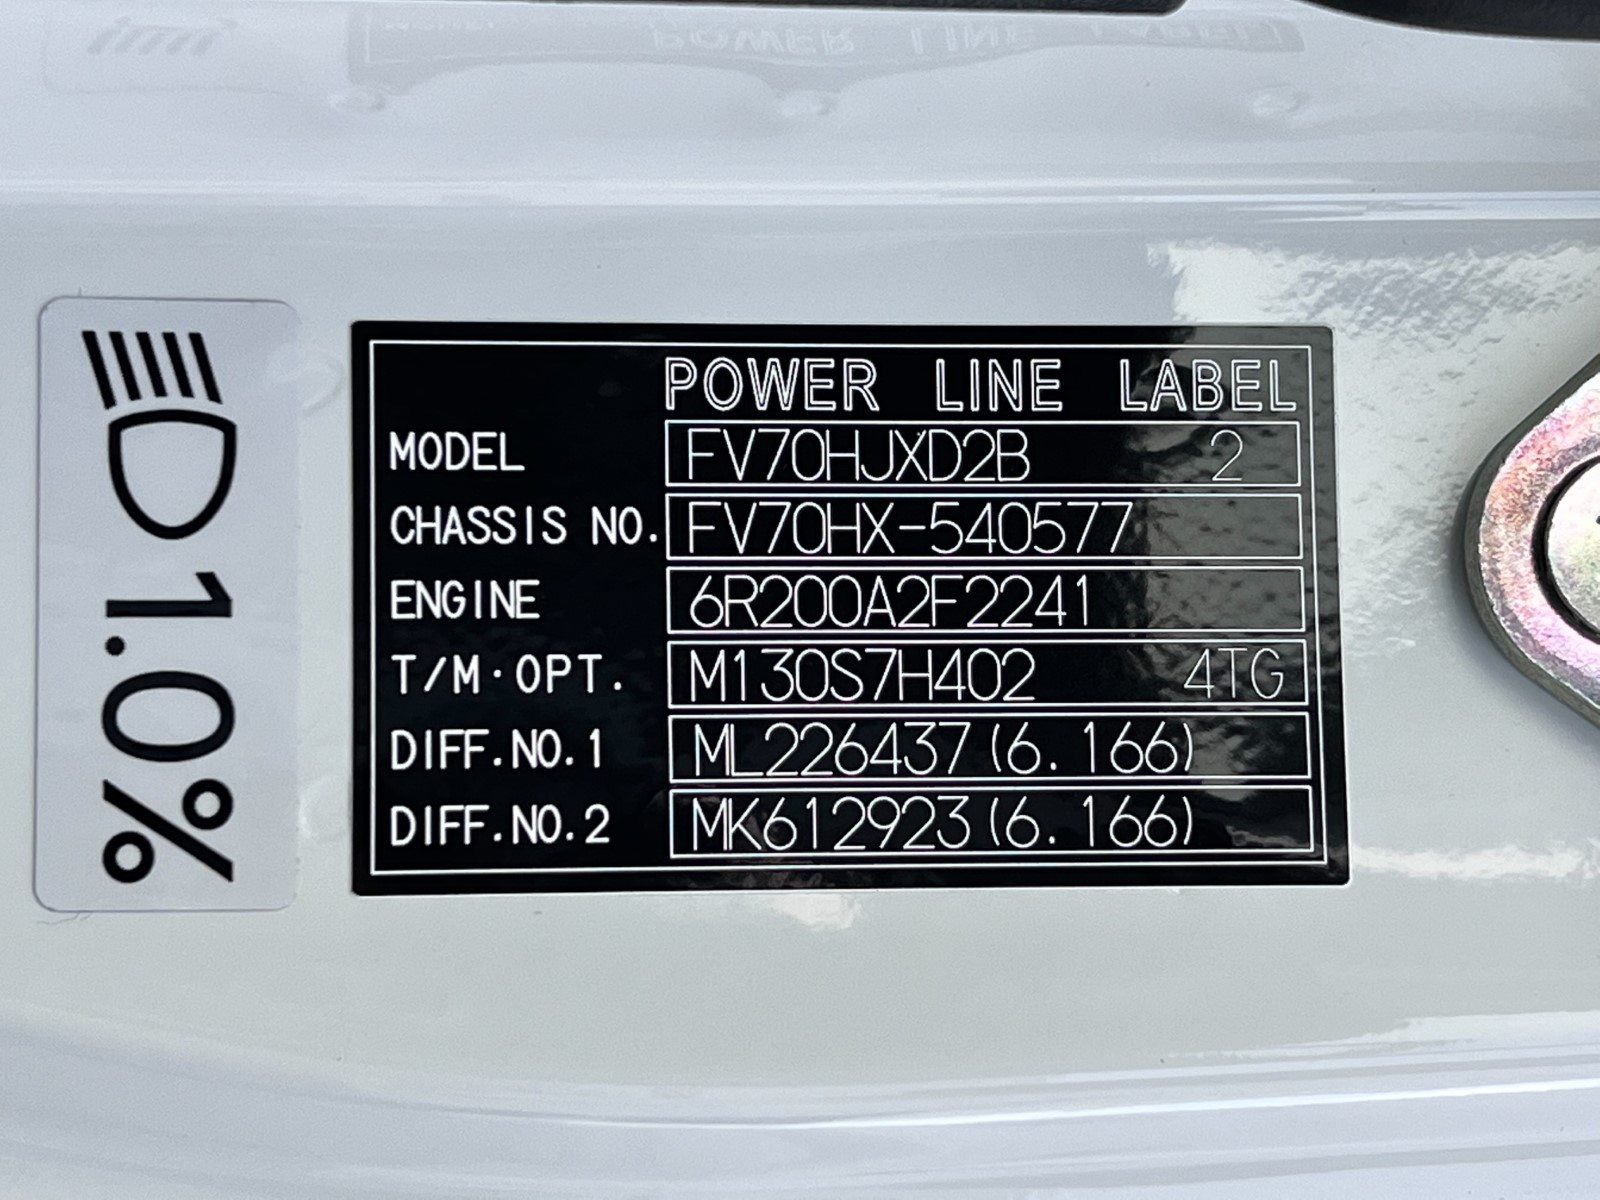 POWER LINE LABEL
MODEL FV70HJXD2B 2
CHASSIS NO. FV70HX-540577
ENGINE 6R200A2F2241
T/M·OPT. M130S7H402 4TG
DIFF.NO.1 ML226437(6.166)
DIFF.NO.2 MK612923(6.166)
1.0%